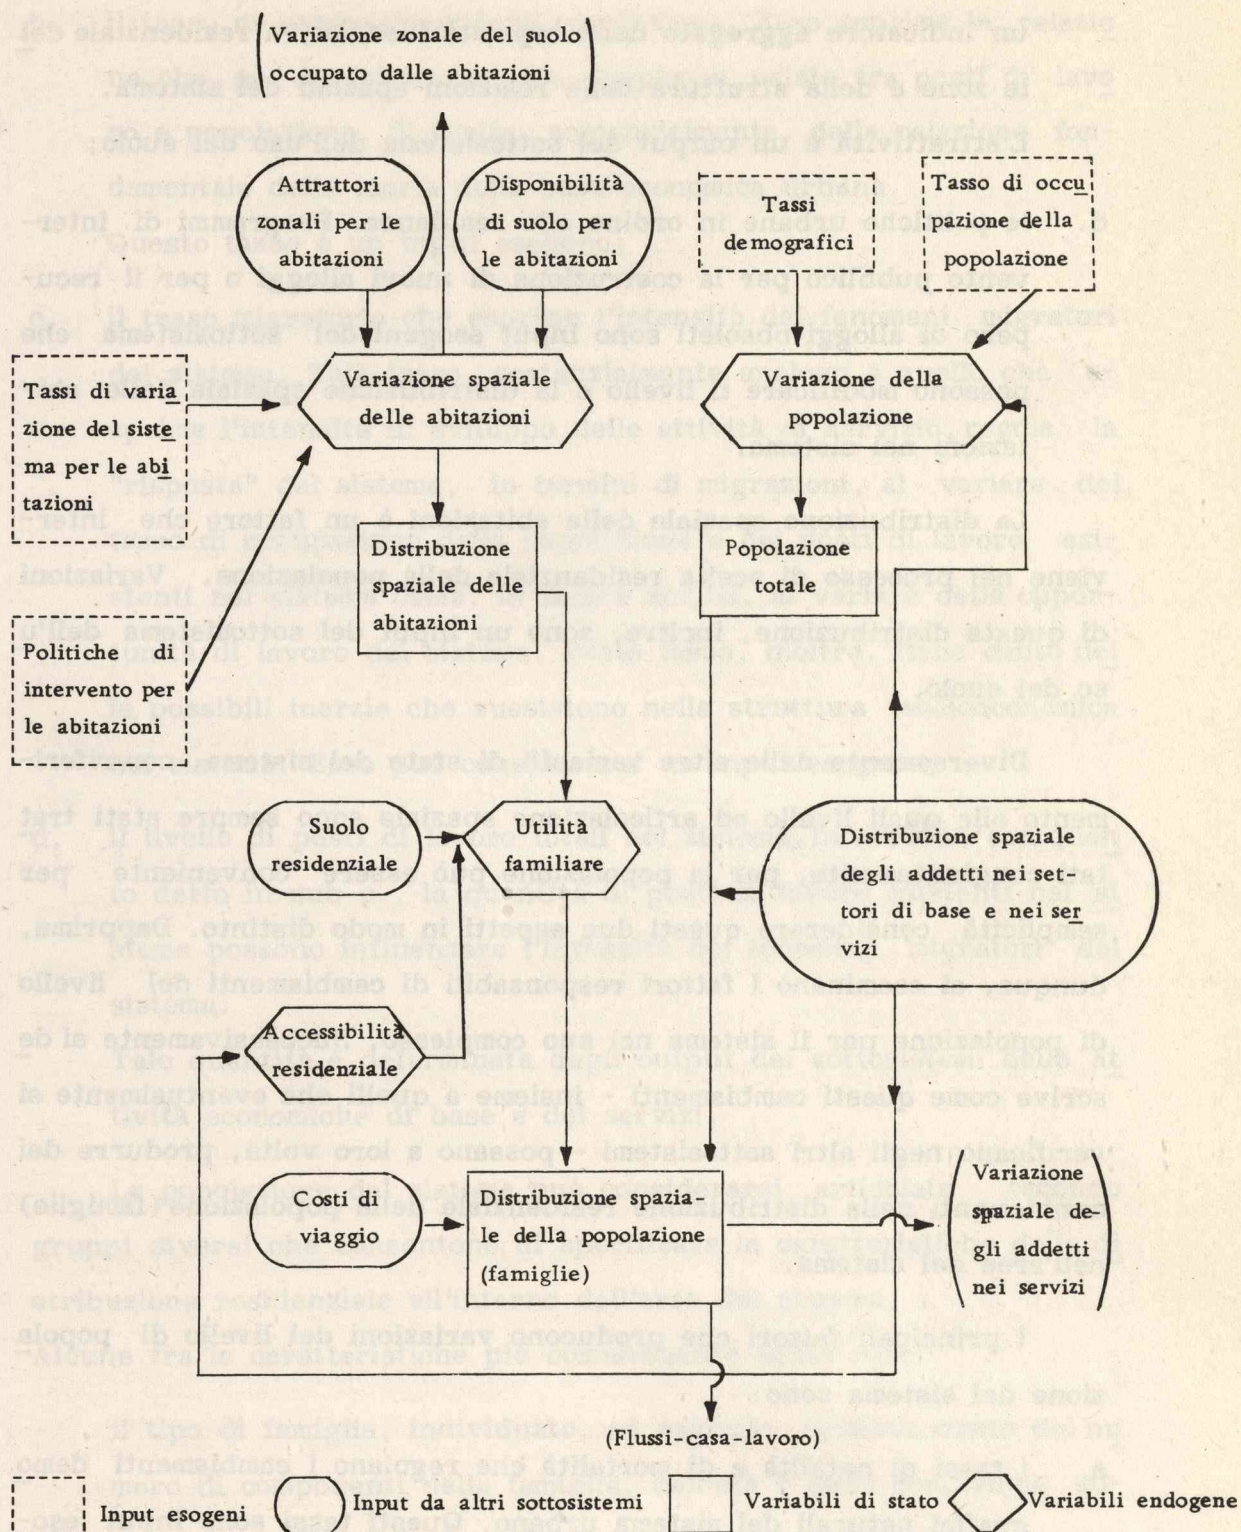 Variazione zonale del suolo
occupato dalle abitazioni
Attrattori
zonali per le
abitazioni
Disponibilità
di suolo per
le abitazioni
Tassi
demografici
Tasso di occu
pazione della
popolazione
Tassi di varia
zione del siste
ma per le abi
tazioni
Variazione spaziale
delle abitazioni
Variazione della
popolazione
Distribuzione
spaziale delle
abitazioni
Popolazione
totale
Politiche di
intervento per
le abitazioni
Suolo
residenziale
Utilità
familiare
Distribuzione spaziale
degli addetti nei set-
tori di base e nei ser
vizi
Accessibilità
residenziale
Costi di
viaggio
Distribuzione spazia-
le della popolazione
(famiglie)
Variazione
spaziale de-
gli addetti
nei servizi
(Flussi-casa-lavoro)
Input esogeni
Input da altri sottosistemi
Variabili di stato
Variabili endogene